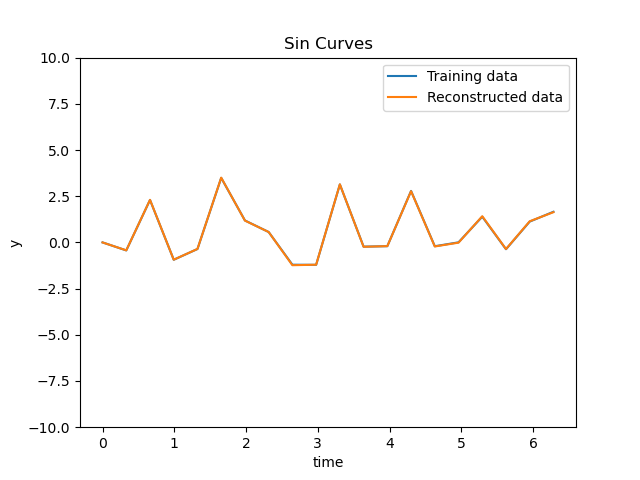 Sin Curves
Training data
Reconstructed data
10.0
7.5
5.0
2.5
0.0
−2.5
−5.0
−7.5
−10.0
y
0 1 2 3 4 5 6
time